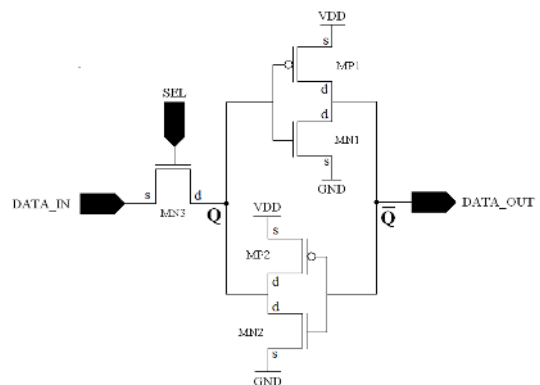 VDD
s
MP1
d
SEL
d
MN1
s
GND
DATA_IN
s
d
MN3
Q
Q̅
DATA_OUT
VDD
s
MP2
d
d
MN2
s
GND